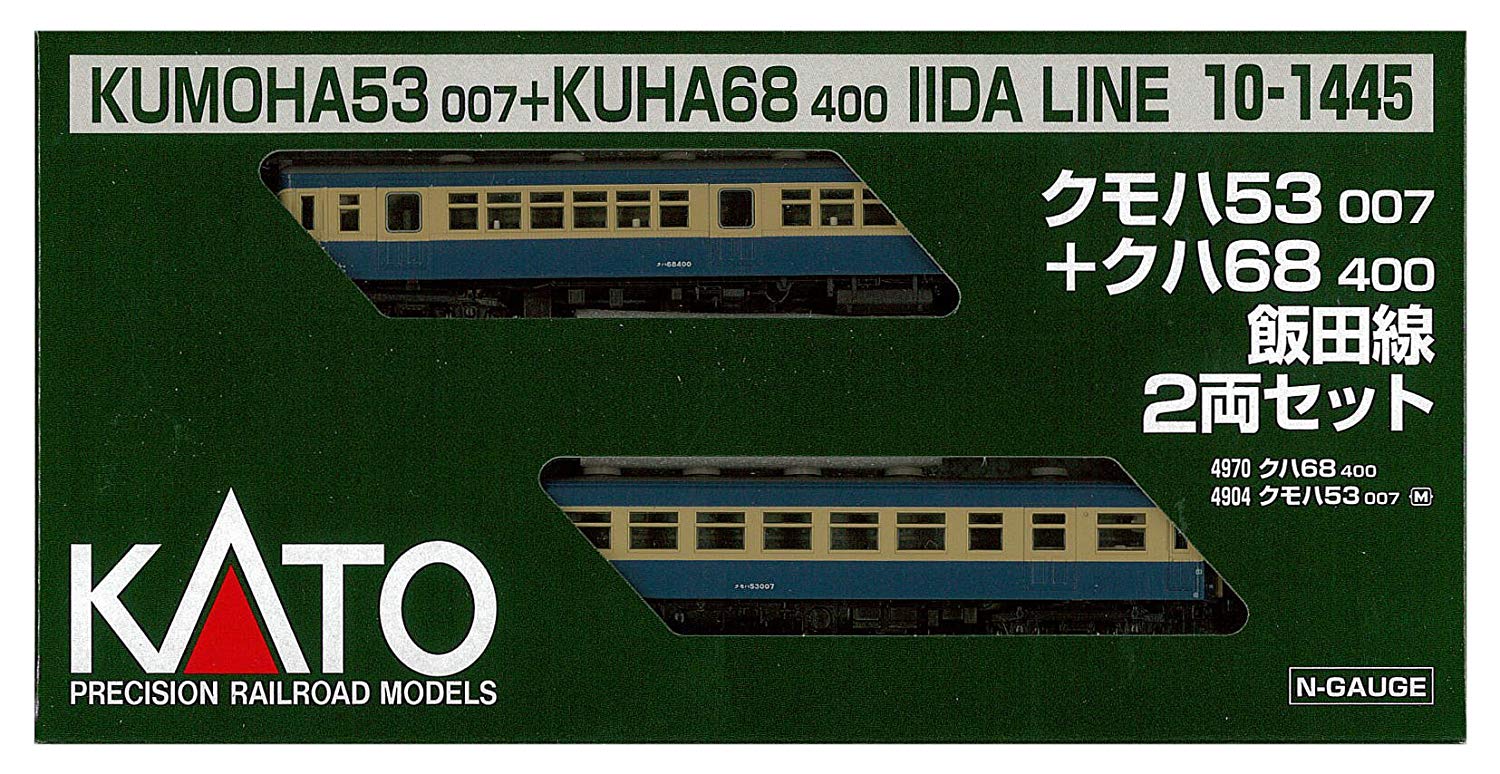 KUMOHA53 007+KUHA68 400 IIDA LINE 10-1445
クモハ53 007
+クハ68 400
飯田線
2両セット
4970 クハ68 400
4904 クモハ53 007 M
クハ68400
クモハ53007
KATO
PRECISION RAILROAD MODELS
N-GAUGE